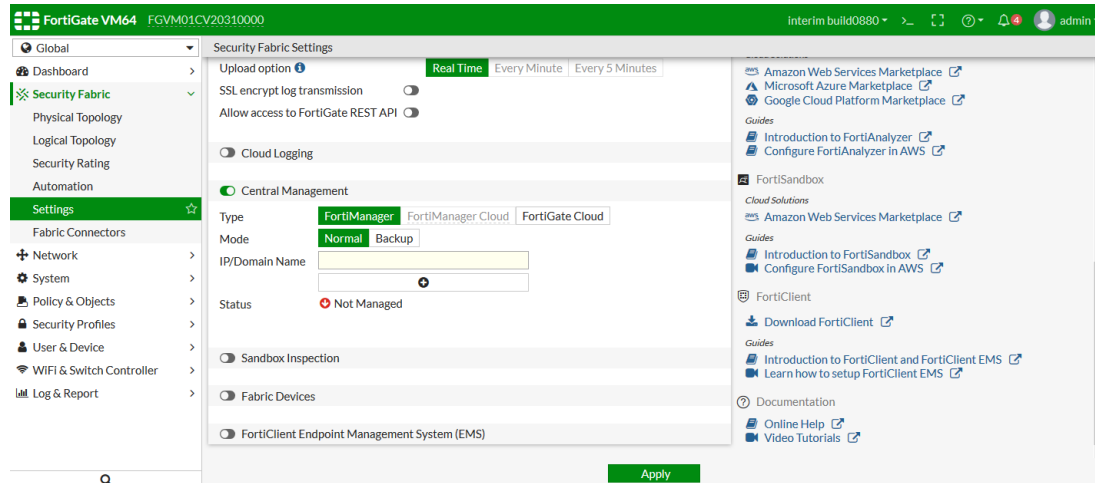 FortiGate VM64 FGVM01CV20310000
interim build0880
4
admin
Global
Dashboard
Security Fabric
Physical Topology
Logical Topology
Security Rating
Automation
Settings
Fabric Connectors
Network
System
Policy & Objects
Security Profiles
User & Device
WiFi & Switch Controller
Log & Report
Security Fabric Settings
Upload option Real Time Every Minute Every 5 Minutes
SSL encrypt log transmission
Allow access to FortiGate REST API
Cloud Logging
Central Management
Type FortiManager FortiManager Cloud FortiGate Cloud
Mode Normal Backup
IP/Domain Name
Status Not Managed
Sandbox Inspection
Fabric Devices
FortiClient Endpoint Management System (EMS)
Apply
Cloud Solutions
aws Amazon Web Services Marketplace
Microsoft Azure Marketplace
Google Cloud Platform Marketplace
Guides
Introduction to FortiAnalyzer
Configure FortiAnalyzer in AWS
FortiSandbox
Cloud Solutions
aws Amazon Web Services Marketplace
Guides
Introduction to FortiSandbox
Configure FortiSandbox in AWS
FortiClient
Download FortiClient
Guides
Introduction to FortiClient and FortiClient EMS
Learn how to setup FortiClient EMS
Documentation
Online Help
Video Tutorials